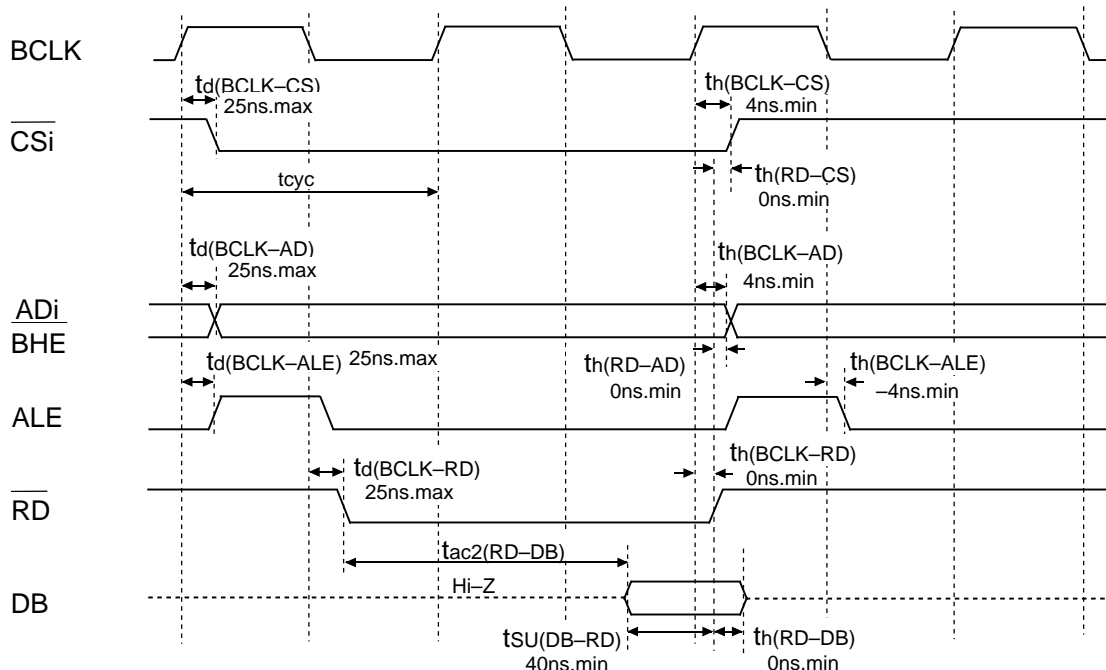 BCLK
td(BCLK–CS)
25ns.max
th(BCLK–CS)
4ns.min
CSi
th(RD–CS)
0ns.min
tcyc
td(BCLK–AD)
25ns.max
th(BCLK–AD)
4ns.min
ADi
BHE
td(BCLK–ALE) 25ns.max
th(RD–AD)
0ns.min
th(BCLK–ALE)
–4ns.min
ALE
td(BCLK–RD)
25ns.max
th(BCLK–RD)
0ns.min
RD
tac2(RD–DB)
Hi–Z
DB
tSU(DB–RD)
40ns.min
th(RD–DB)
0ns.min